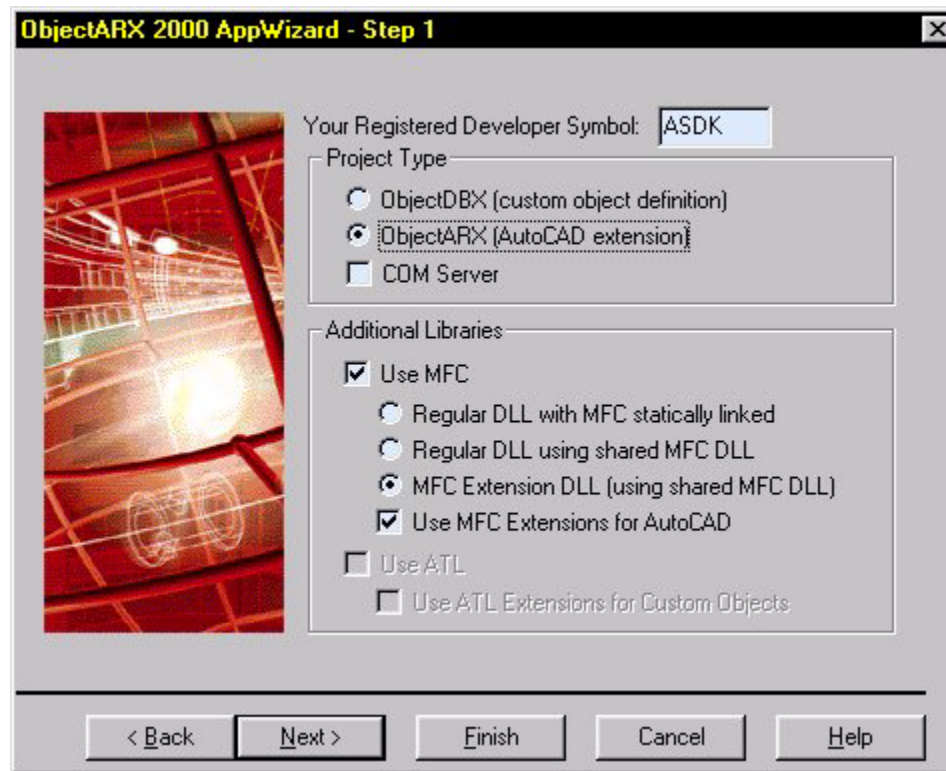 ObjectARX 2000 AppWizard - Step 1
Your Registered Developer Symbol: ASDK
Project Type
ObjectDBX (custom object definition)
ObjectARX (AutoCAD extension)
COM Server
Additional Libraries
Use MFC
Regular DLL with MFC statically linked
Regular DLL using shared MFC DLL
MFC Extension DLL (using shared MFC DLL)
Use MFC Extensions for AutoCAD
Use ATL
Use ATL Extensions for Custom Objects
< Back Next > Finish Cancel Help